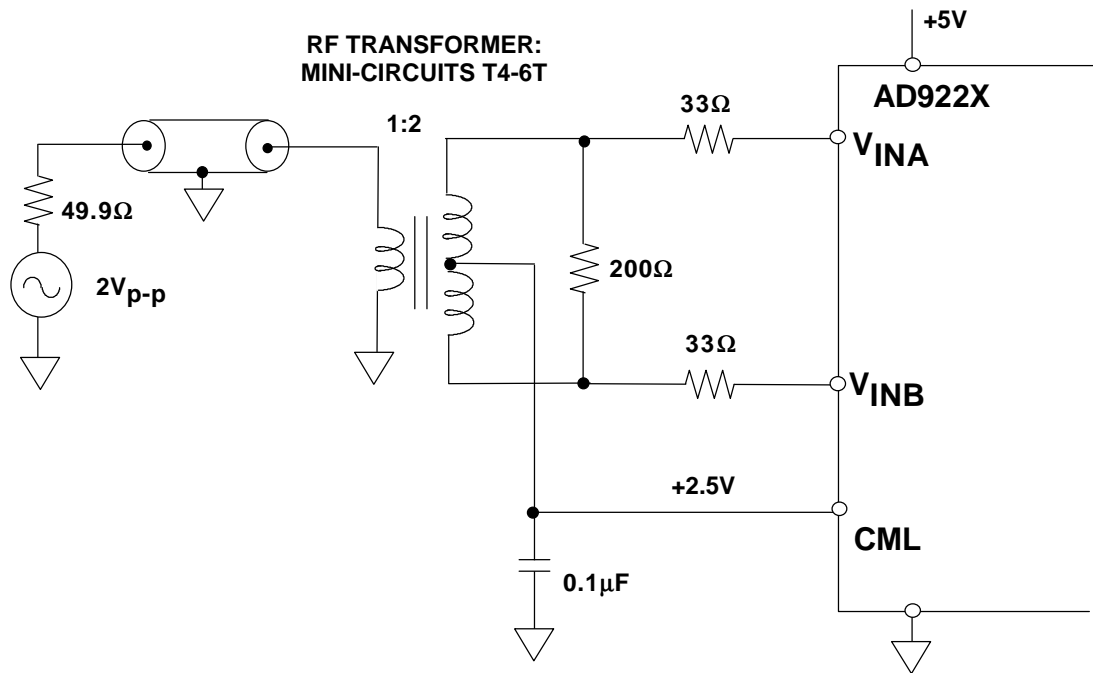 +5V
RF TRANSFORMER:
MINI-CIRCUITS T4-6T
AD922X
33Ω
1:2
VINA
49.9Ω
200Ω
2Vp-p
33Ω
VINB
+2.5V
CML
0.1μF